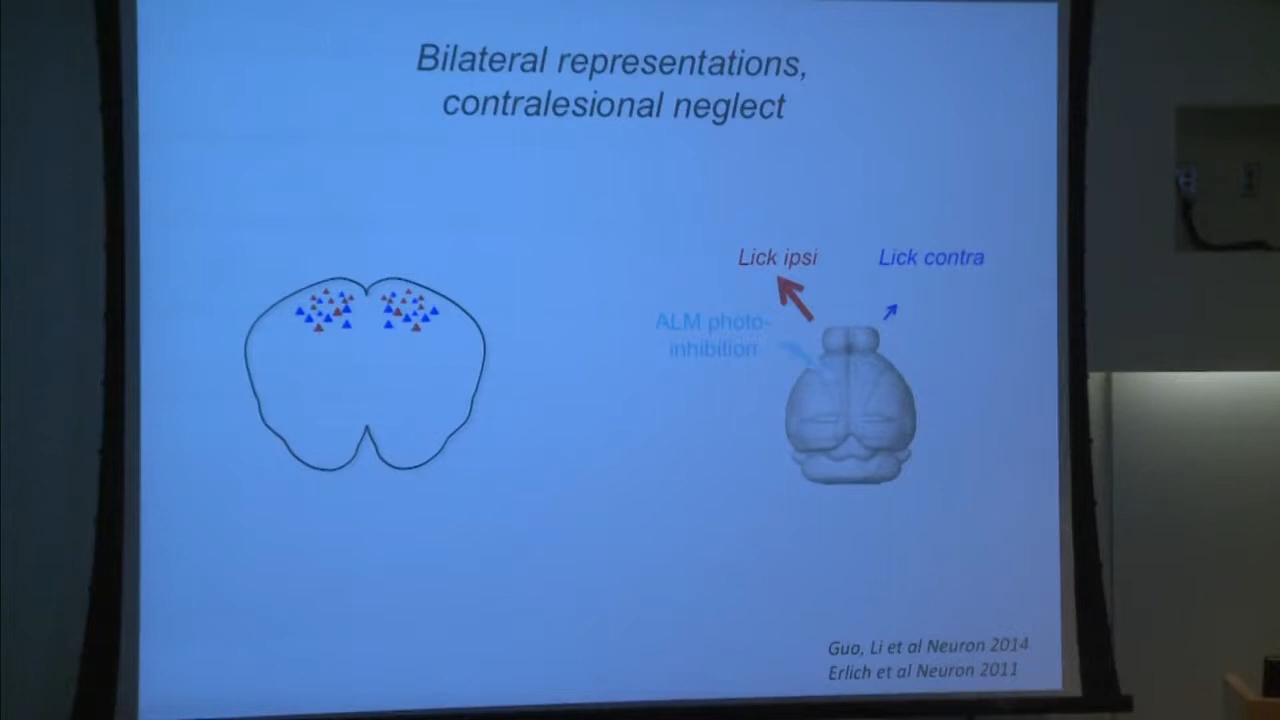 Bilateral representations,
contralesional neglect
Lick ipsi
Lick contra
ALM photo-
inhibition
Guo, Li et al Neuron 2014
Erlich et al Neuron 2011